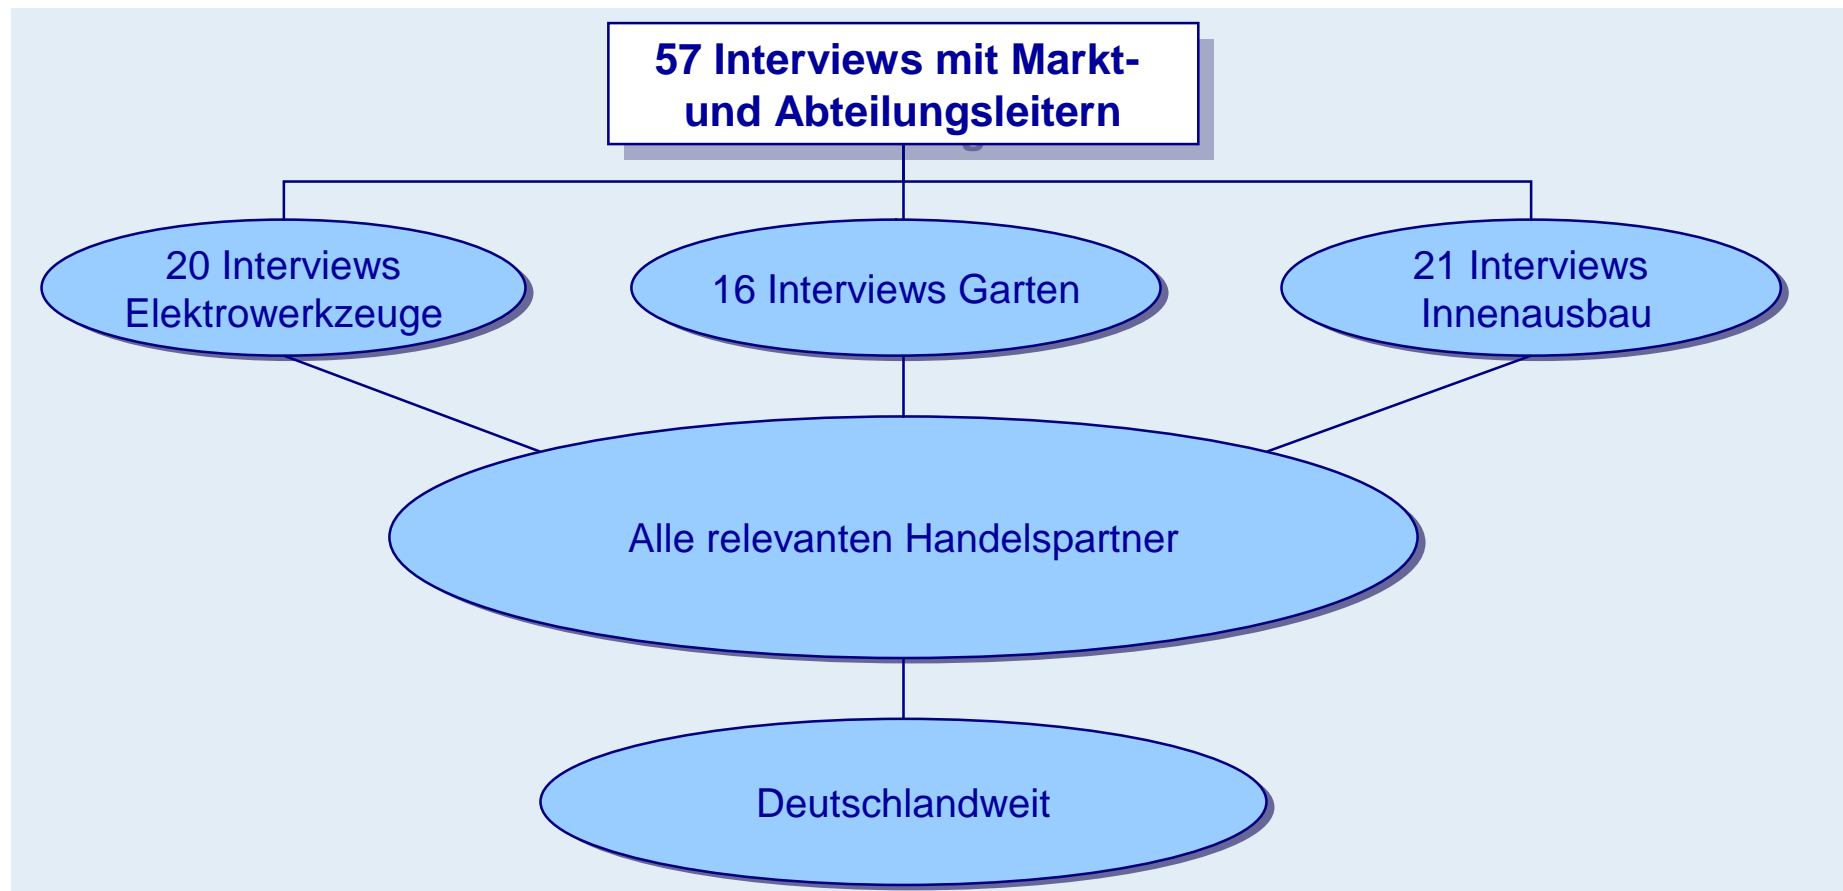 57 Interviews mit Markt-
und Abteilungsleitern
20 Interviews
Elektrowerkzeuge
16 Interviews Garten
21 Interviews
Innenausbau
Alle relevanten Handelspartner
Deutschlandweit